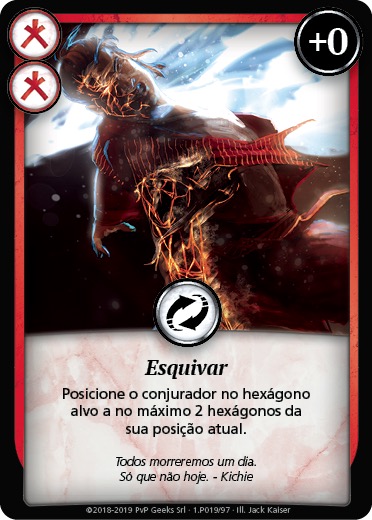 +0
Esquivar
Posicione o conjurador no hexágono
alvo a no máximo 2 hexágonos da
sua posição atual.
Todos morreremos um dia.
Só que não hoje. - Kichie
©2018-2019 PvP Geeks Srl · 1.P019/97 · Ill. Jack Kaiser